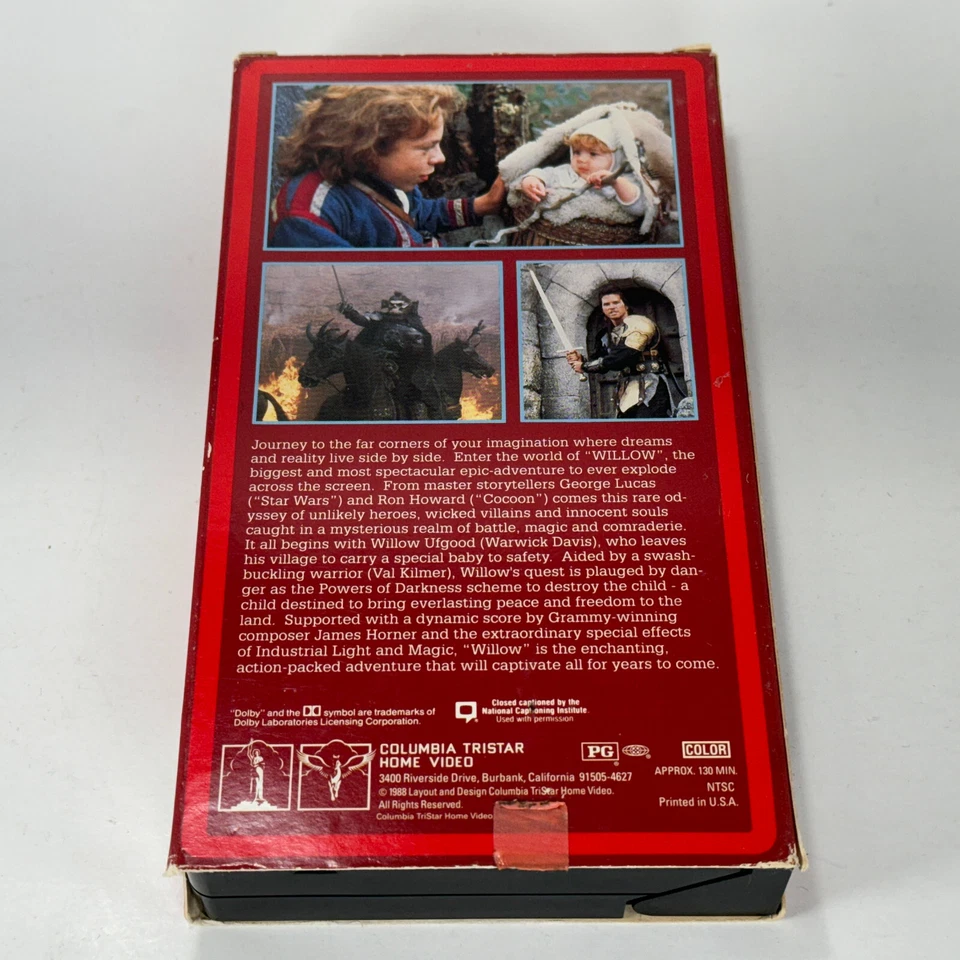 Journey to the far corners of your imagination where dreams
and reality live side by side. Enter the world of “WILLOW”, the
biggest and most spectacular epic-adventure to ever explode
across the screen. From master storytellers George Lucas
(“Star Wars”) and Ron Howard (“Cocoon”) comes this rare od-
yssey of unlikely heroes, wicked villains and innocent souls
caught in a mysterious realm of battle, magic and comraderie.
It all begins with Willow Ufgood (Warwick Davis), who leaves
his village to carry a special baby to safety. Aided by a swash-
buckling warrior (Val Kilmer), Willow's quest is plauged by dan-
ger as the Powers of Darkness scheme to destroy the child - a
child destined to bring everlasting peace and freedom to the
land. Supported with a dynamic score by Grammy-winning
composer James Horner and the extraordinary special effects
of Industrial Light and Magic, “Willow” is the enchanting,
action-packed adventure that will captivate all for years to come.
“Dolby” and the symbol are trademarks of
Dolby Laboratories Licensing Corporation.
Closed captioned by the
National Captioning Institute.
Used with permission
COLUMBIA TRISTAR
HOME VIDEO
3400 Riverside Drive, Burbank, California 91505-4627
© 1988 Layout and Design Columbia TriStar Home Video.
All Rights Reserved.
Columbia TriStar Home Video
PG
COLOR
APPROX. 130 MIN.
NTSC
Printed in U.S.A.